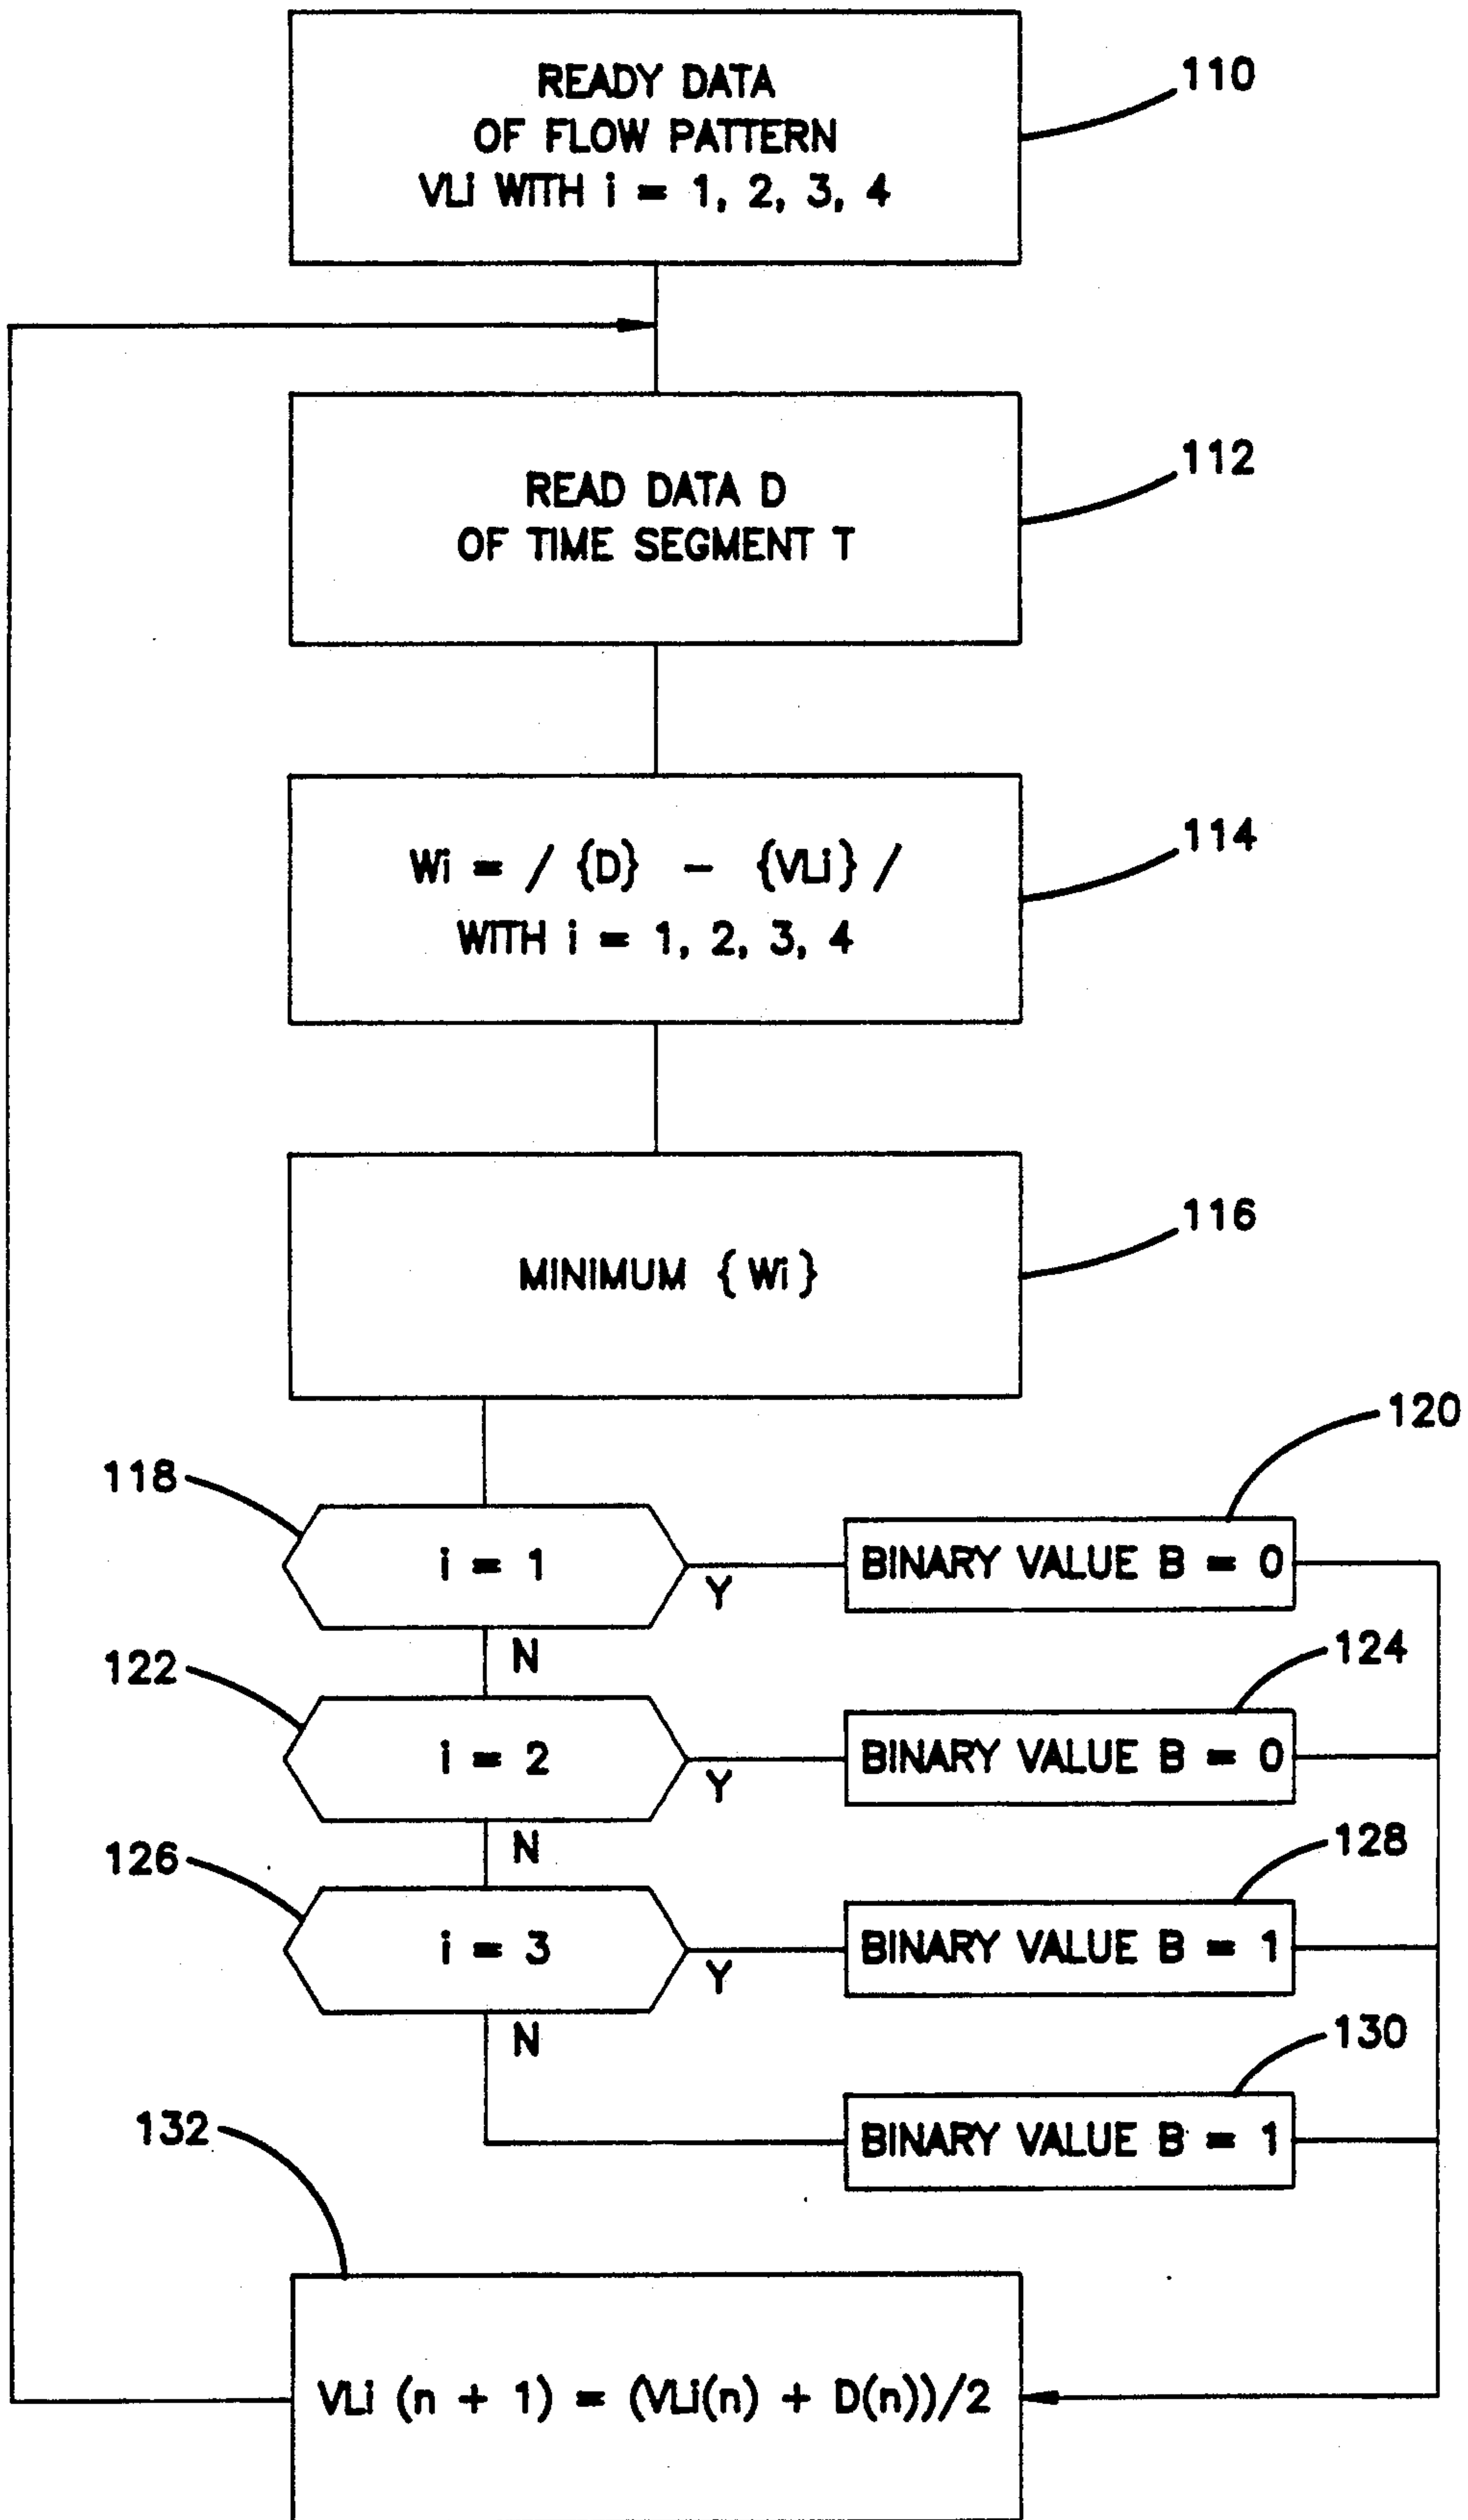 READY DATA
OF FLOW PATTERN
VLi WITH i = 1, 2, 3, 4
110
READ DATA D
OF TIME SEGMENT T
112
Wi = / {D} - {VLi} /
WITH i = 1, 2, 3, 4
114
MINIMUM {Wi}
116
118
i = 1
Y
BINARY VALUE B = 0
120
N
122
i = 2
Y
BINARY VALUE B = 0
124
N
126
i = 3
Y
BINARY VALUE B = 1
128
N
BINARY VALUE B = 1
130
132
VLi (n + 1) = (VLi(n) + D(n))/2